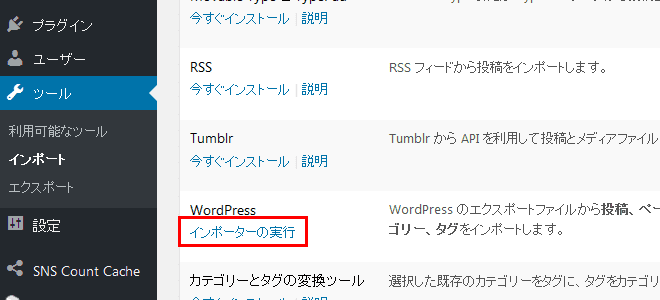 プラグイン
ユーザー
ツール
利用可能なツール
インポート
エクスポート
設定
SNS Count Cache
今すぐインストール | 説明
RSS
RSS フィードから投稿をインポートします。
今すぐインストール | 説明
Tumblr
Tumblr から API を利用して投稿とメディアファイル
今すぐインストール | 説明
WordPress
WordPress のエクスポートファイルから投稿、ペー
インポーターの実行
ゴリー、タグをインポートします。
カテゴリーとタグの変換ツール
選択した既存のカテゴリーをタグに、タグをカテゴリ